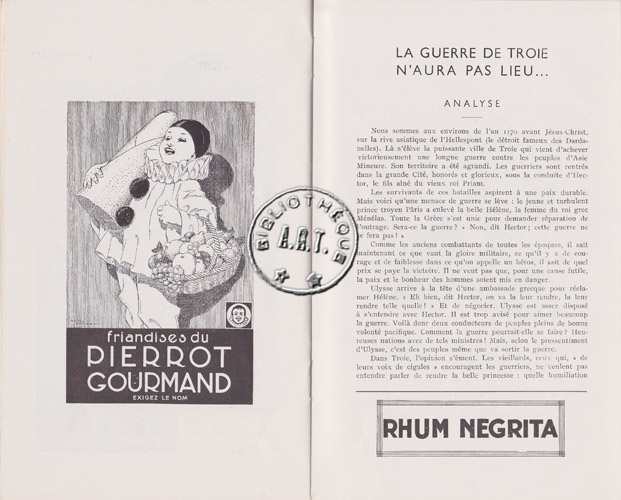 friandises du
PIERROT
GOURMAND
EXIGEZ LE NOM
BIBLIOTHÈQUE
A.R.T.
LA GUERRE DE TROIE
N'AURA PAS LIEU...
ANALYSE
Nous sommes aux environs de l'an 1170 avant Jésus-Christ,
sur la rive asiatique de l'Hellespont (le détroit fameux des Darda-
nelles). Là s'élève la puissante ville de Troie qui vient d'achever
victorieusement une longue guerre contre les peuples d'Asie
Mineure. Son territoire a été agrandi. Les guerriers sont rentrés
dans la grande Cité, honorés et glorieux, sous la conduite d'Hec-
tor, le fils aîné du vieux roi Priam.
Les survivants de ces batailles aspirent à une paix durable.
Mais voici qu'une menace de guerre se lève : le jeune et turbulent
prince troyen Pâris a enlevé la belle Hélène, la femme du roi grec
Ménélas. Toute la Grèce s'est unie pour demander réparation de
l'outrage. Sera-ce la guerre ? « Non, dit Hector ; cette guerre ne
se fera pas ! »
Comme les anciens combattants de toutes les époques, il sait
maintenant ce que vaut la gloire militaire, ce qu'il y a de cou-
rage et de faiblesse dans ce qu'on appelle un héros, il sait de quel
prix se paye la victoire. Il ne veut pas que, pour une cause futile,
la paix et le bonheur des hommes soient mis en danger.
Ulysse arrive à la tête d'une ambassade grecque pour récla-
mer Hélène. « Eh bien, dit Hector, on va la leur rendre, la leur
rendre telle quelle ! » Et de négocier. Ulysse est assez disposé
à s'entendre avec Hector. Il est trop avisé pour aimer beaucoup
la guerre. Voilà donc deux conducteurs de peuples pleins de bonne
volonté pacifique. Comment la guerre pourrait-elle se faire ? Heu-
reuses nations avec de tels ministres ! Mais, selon le pressentiment
d'Ulysse, c'est des peuples même que va sortir la guerre.
Dans Troie, l'opinion s'émeut. Les vieillards, ceux qui, « de
leurs voix de cigales » encouragent les guerriers, ne veulent pas
entendre parler de rendre la belle princesse : quelle humiliation
RHUM NEGRITA